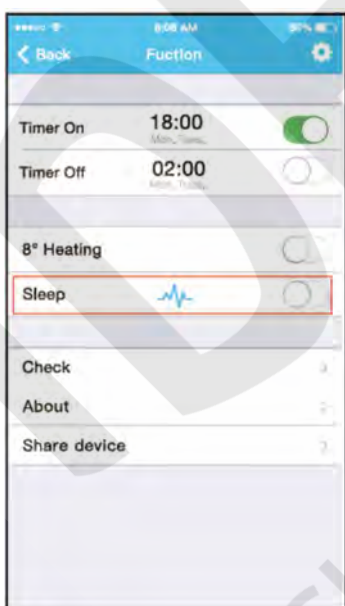 8:08 AM
Back Fuction
Timer On 18:00
Timer Off 02:00
8° Heating
Sleep
Check
About
Share device